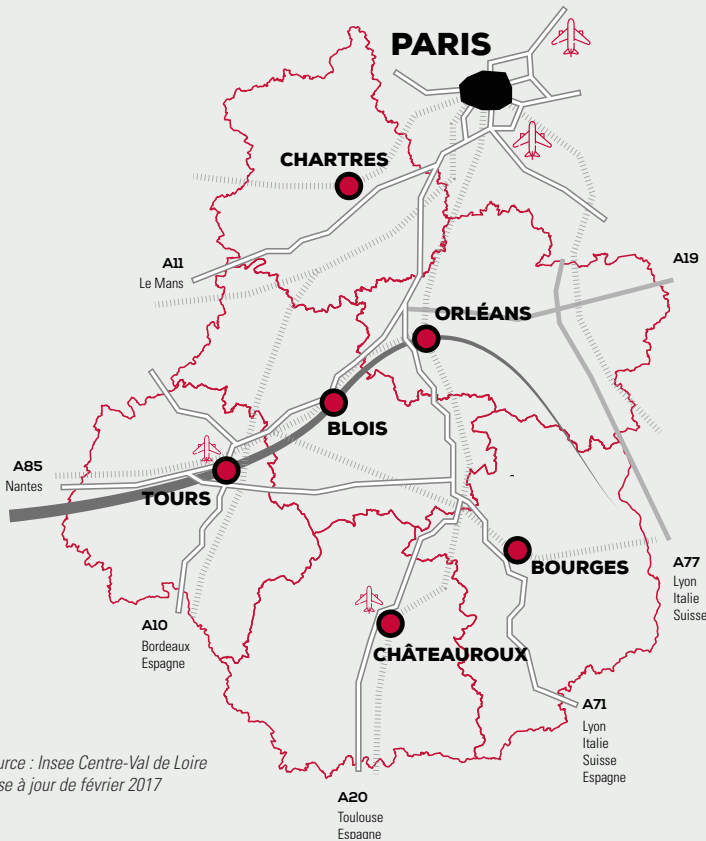 PARIS
CHARTRES
A11
Le Mans
A19
ORLÉANS
BLOIS
A85
Nantes
TOURS
BOURGES
A77
Lyon
Italie
Suisse
A10
Bordeaux
Espagne
CHÂTEAUROUX
A71
Lyon
Italie
Suisse
Espagne
ource : Insee Centre-Val de Loire
se à jour de février 2017
A20
Toulouse
Espagne